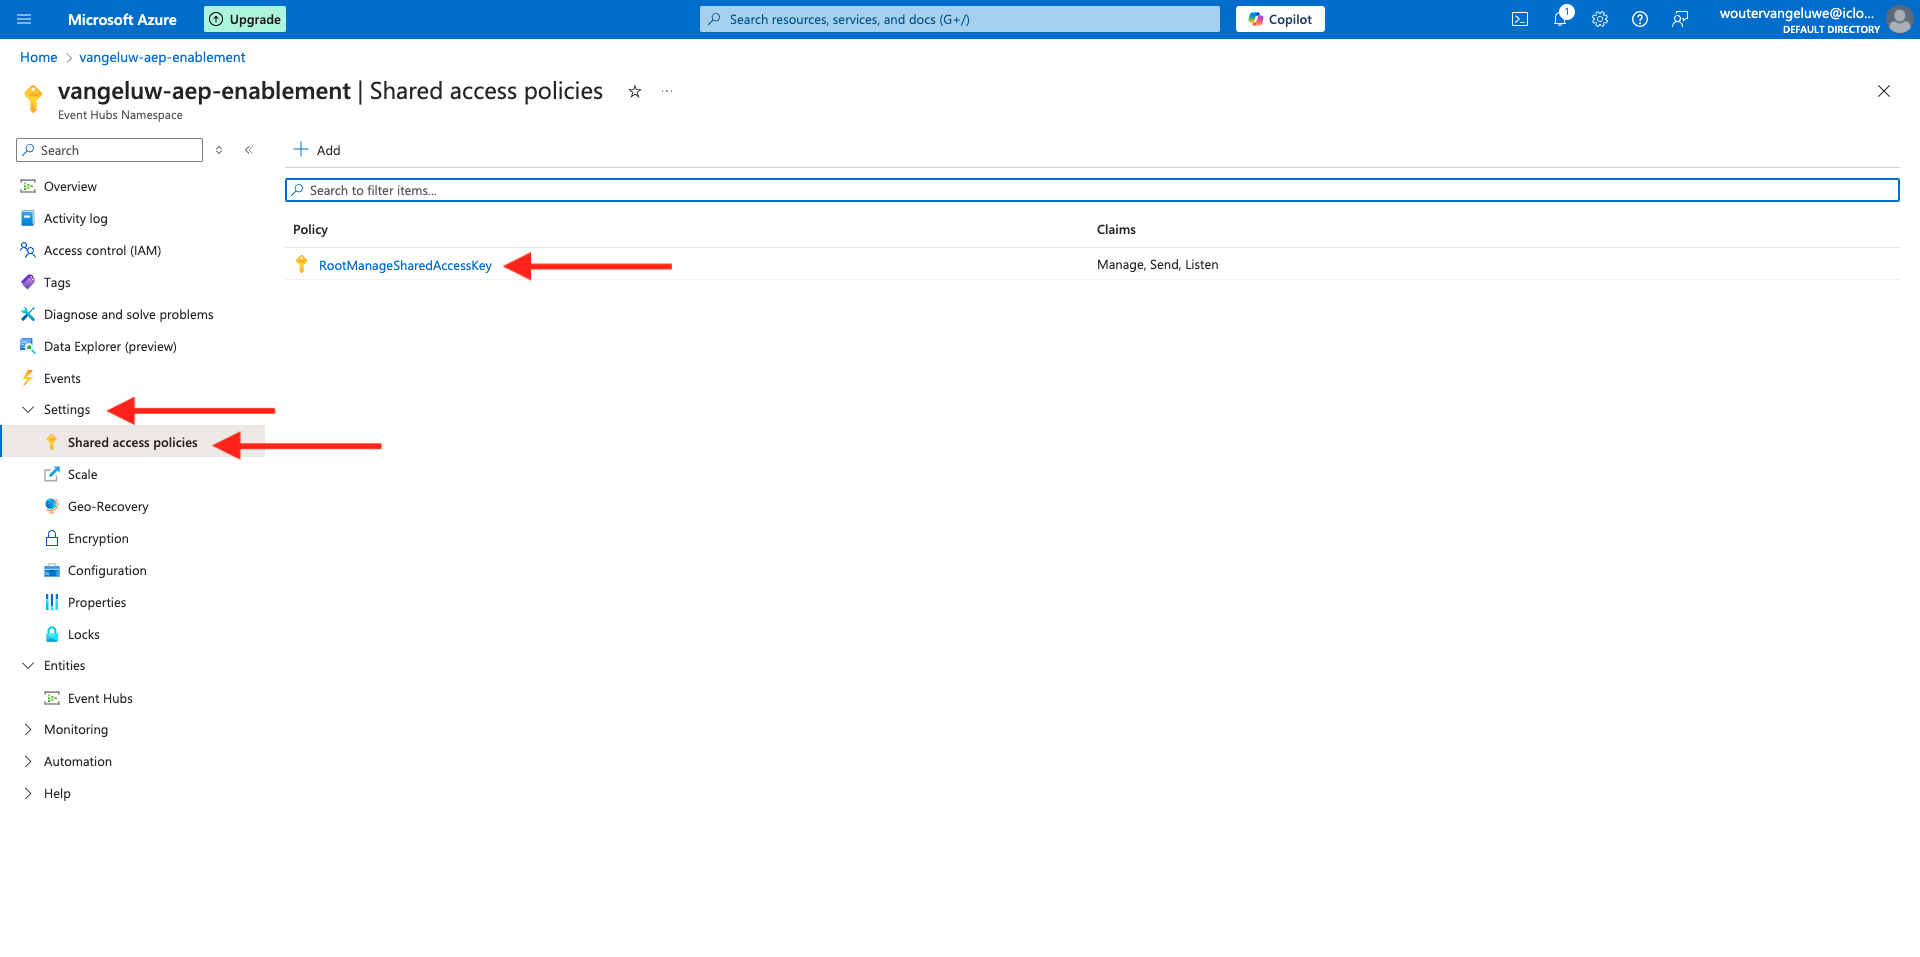 Microsoft Azure
Upgrade
Search resources, services, and docs (G+/)
Copilot
1
woutervangeluwe@iclo...
DEFAULT DIRECTORY
Home > vangeluw-aep-enablement
vangeluw-aep-enablement | Shared access policies
Event Hubs Namespace
Search
Add
Search to filter items...
Policy
Claims
RootManageSharedAccessKey
Manage, Send, Listen
Overview
Activity log
Access control (IAM)
Tags
Diagnose and solve problems
Data Explorer (preview)
Events
Settings
Shared access policies
Scale
Geo-Recovery
Encryption
Configuration
Properties
Locks
Entities
Event Hubs
Monitoring
Automation
Help